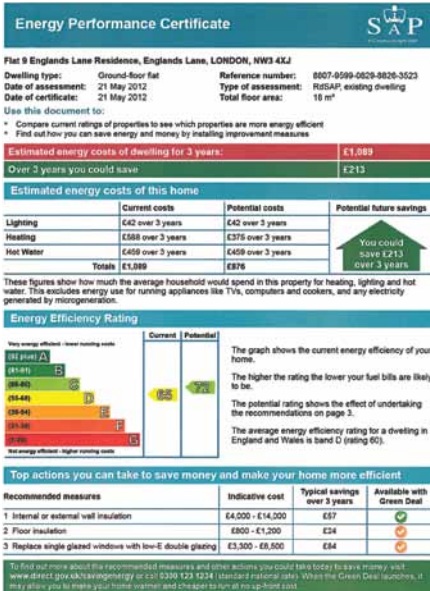 Energy Performance Certificate
SAP
Flat 9 Englands Lane Residence, Englands Lane, LONDON, NW3 4XJ
Dwelling type: Ground-floor flat Reference number: 8007-9599-0829-8826-3523
Date of assessment: 21 May 2012 Type of assessment: RdSAP, existing dwelling
Date of certificate: 21 May 2012 Total floor area: 18 m²
Use this document to:
• Compare current ratings of properties to see which properties are more energy efficient
• Find out how you can save energy and money by installing improvement measures
Estimated energy costs of dwelling for 3 years: £1,089
Over 3 years you could save £213
Estimated energy costs of this home
Current costs Potential costs Potential future savings
Lighting £42 over 3 years £42 over 3 years
Heating £588 over 3 years £375 over 3 years
Hot Water £459 over 3 years £459 over 3 years
Totals £1,089 £876
You could
save £213
over 3 years
These figures show how much the average household would spend in this property for heating, lighting and hot
water. This excludes energy use for running appliances like TVs, computers and cookers, and any electricity
generated by microgeneration.
Energy Efficiency Rating
Current Potential
Very energy efficient - lower running costs
(92 plus) A
(81-91) B
(69-80) C
(55-68) D
(39-54) E
(21-38) F
(1-20) G
Not energy efficient - higher running costs
65 72
The graph shows the current energy efficiency of your
home.
The higher the rating the lower your fuel bills are likely
to be.
The potential rating shows the effect of undertaking
the recommendations on page 3.
The average energy efficiency rating for a dwelling in
England and Wales is band D (rating 60).
Top actions you can take to save money and make your home more efficient
Recommended measures Indicative cost Typical savings over 3 years Available with Green Deal
1 Internal or external wall insulation £4,000 - £14,000 £57
2 Floor insulation £800 - £1,200 £24
3 Replace single glazed windows with low-E double glazing £3,300 - £6,500 £84
To find out more about the recommended measures and other actions you could take today to save money, visit
www.direct.gov.uk/savingenergy or call 0300 123 1234 (standard national rate). When the Green Deal launches, it
may allow you to make your home warmer and cheaper to run at no up-front cost.